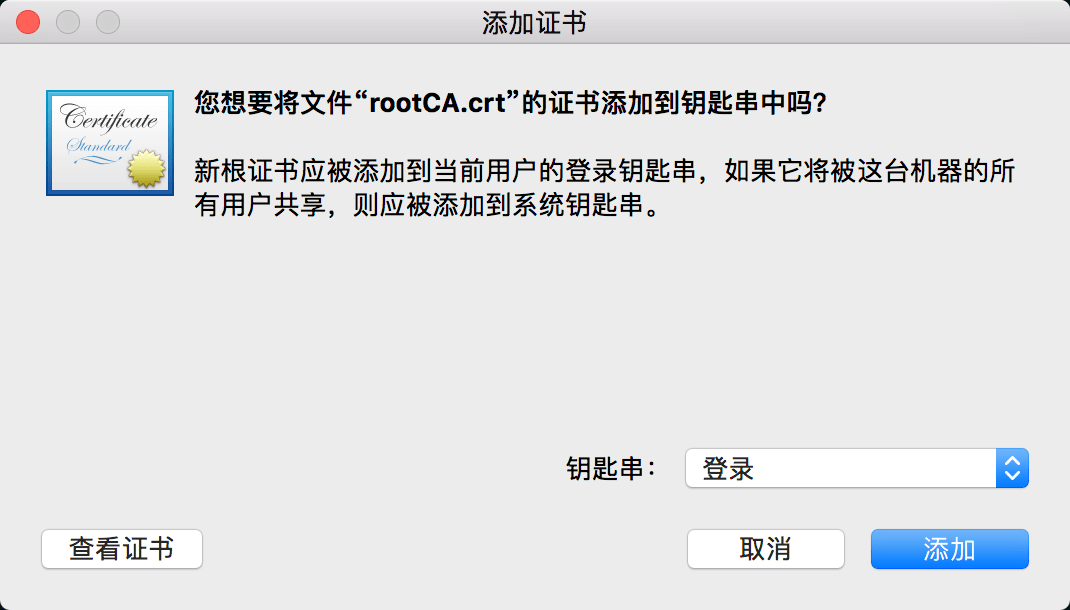 添加证书
Certificate
Standard
您想要将文件“rootCA.crt”的证书添加到钥匙串中吗？
新根证书应被添加到当前用户的登录钥匙串，如果它将被这台机器的所
有用户共享，则应被添加到系统钥匙串。
钥匙串：
登录
查看证书
取消
添加